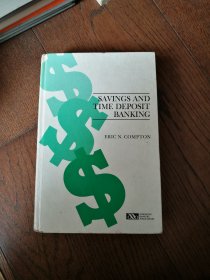 SAVINGS AND
TIME DEPOSIT
BANKING
ERIC N. COMPTON